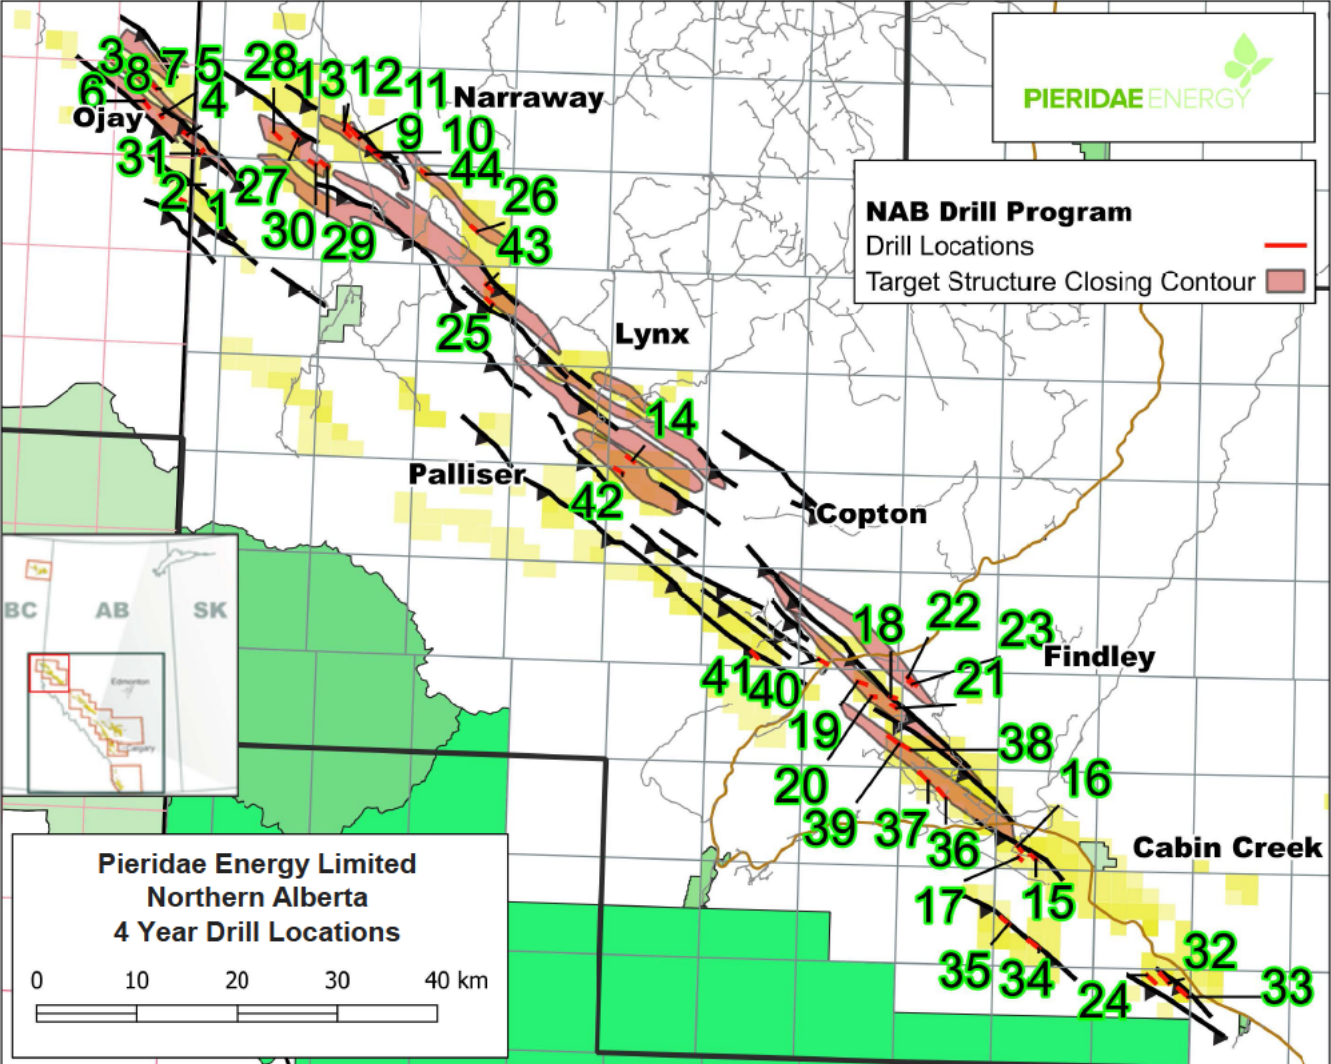 PIERIDAE ENERGY
NAB Drill Program
Drill Locations
Target Structure Closing Contour
3
8
7
5
6
4
Ojay
31
2
1
28
13
12
11
Narraway
9
10
44
27
26
30
29
43
25
Lynx
14
Palliser
42
Copton
18
22
23
Findley
21
41
40
19
38
20
16
39
37
36
Cabin Creek
17
15
35
34
32
24
33
BC
AB
SK
Edmonton
Calgary
Pieridae Energy Limited
Northern Alberta
4 Year Drill Locations
0 10 20 30 40 km